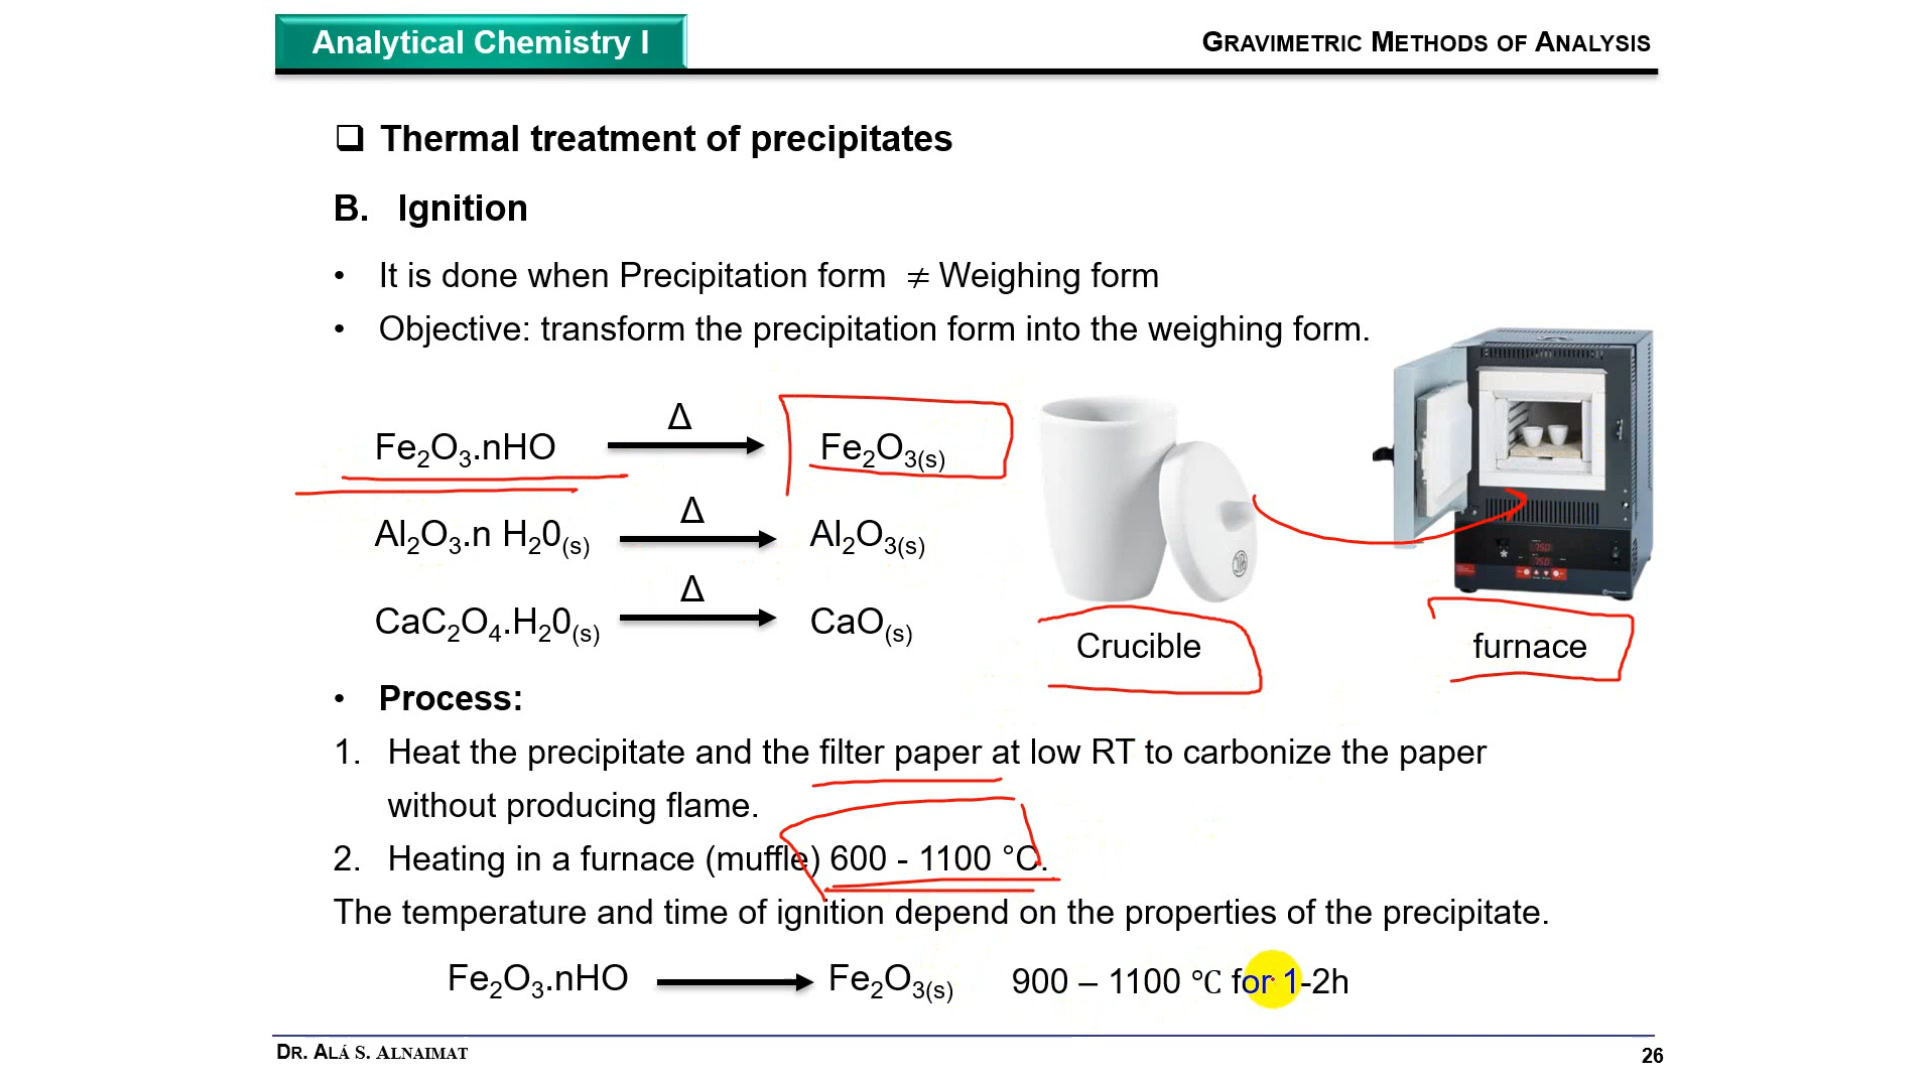 Analytical Chemistry I
GRAVIMETRIC METHODS OF ANALYSIS
❑ Thermal treatment of precipitates
B. Ignition
• It is done when Precipitation form ≠ Weighing form
• Objective: transform the precipitation form into the weighing form.
Fe₂O₃.nHO Δ Fe₂O₃₍s₎
Al₂O₃.n H₂0₍s₎ Δ Al₂O₃₍s₎
CaC₂O₄.H₂0₍s₎ Δ CaO₍s₎
Crucible
furnace
• Process:
1. Heat the precipitate and the filter paper at low RT to carbonize the paper
without producing flame.
2. Heating in a furnace (muffle) 600 - 1100 °C.
The temperature and time of ignition depend on the properties of the precipitate.
Fe₂O₃.nHO Fe₂O₃₍s₎ 900 – 1100 ℃ for 1-2h
DR. ALÁ S. ALNAIMAT
26